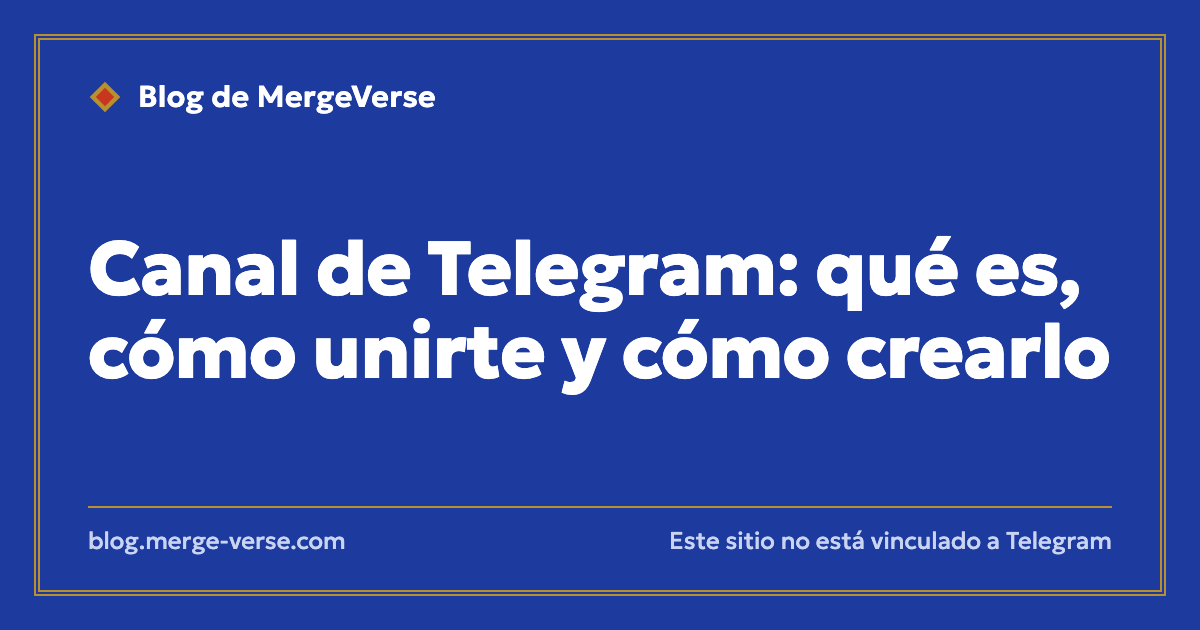 Blog de MergeVerse
Canal de Telegram: qué es,
cómo unirte y cómo crearlo
blog.merge-verse.com
Este sitio no está vinculado a Telegram